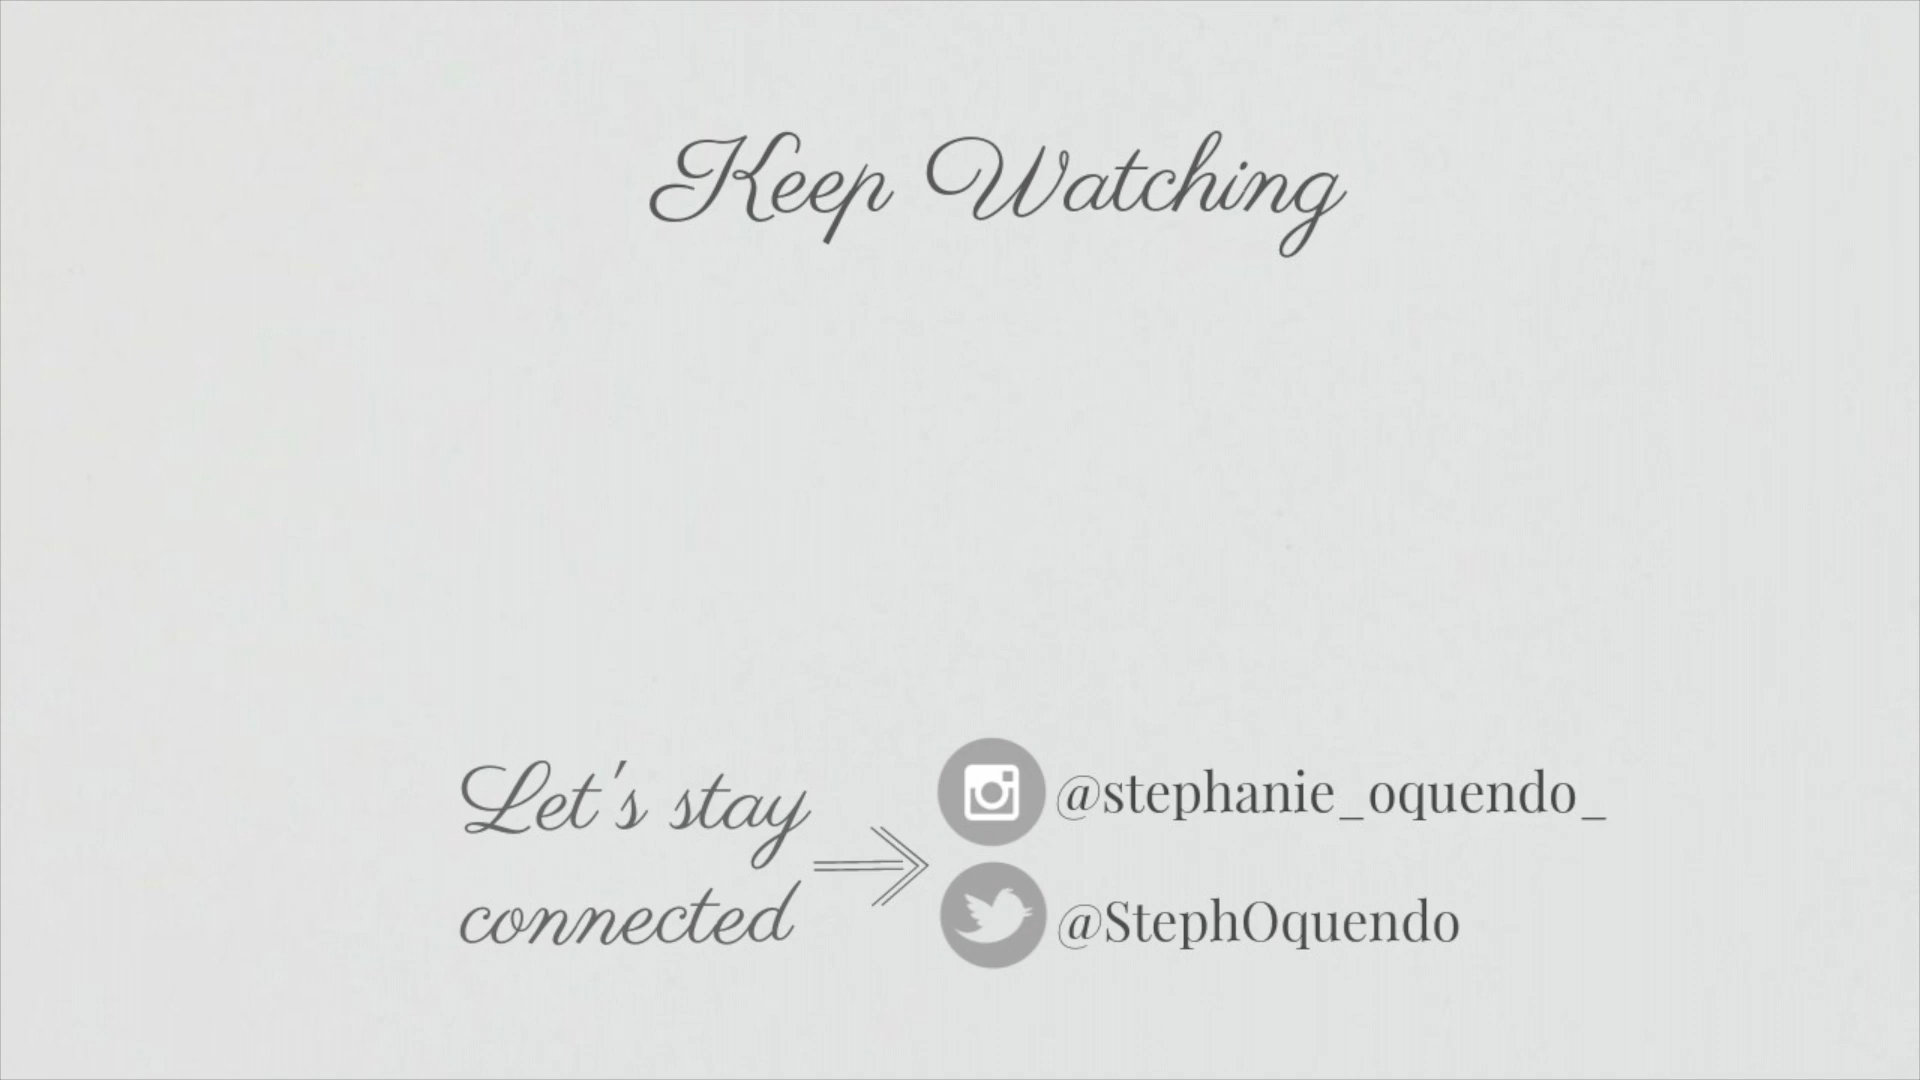 Keep Watching
Let's stay
connected
@stephanie_oquendo_
@StephOquendo